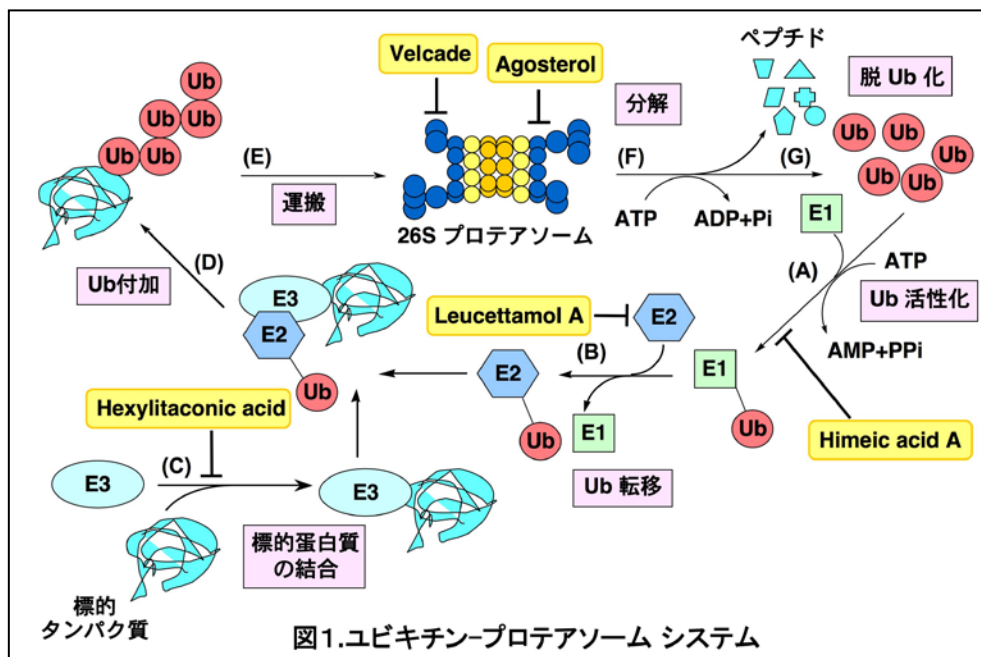 Velcade
Agosterol
ペプチド
脱 Ub 化
Ub
Ub Ub
Ub Ub
(E)
運搬
26S プロテアソーム
分解
(F)
(G)
ATP
ADP+Pi
Ub
Ub
Ub
Ub
Ub
E1
(A)
ATP
Ub 活性化
AMP+PPi
(D)
Ub付加
E3
E2
Ub
Leucettamol A
E2
(B)
E2
Ub
E1
Ub 転移
E1
Ub
Himeic acid A
Hexylitaconic acid
E3
(C)
E3
標的蛋白質
の結合
標的
タンパク質
図1.ユビキチン−プロテアソーム システム